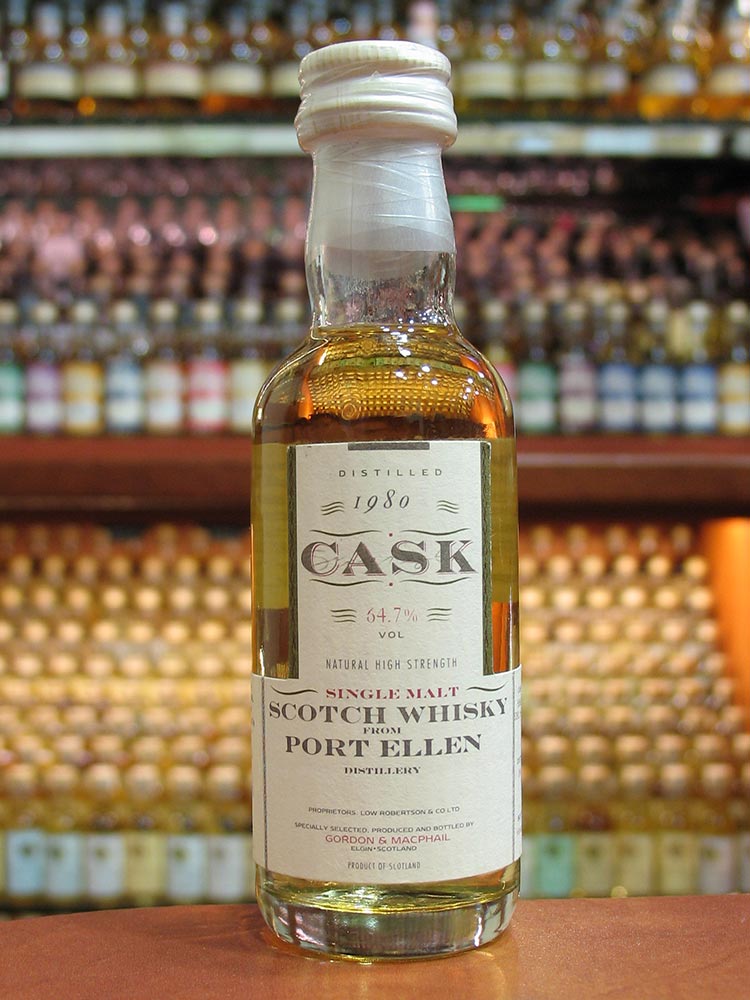 DISTILLED
1980
CASK
64.7%
VOL
NATURAL HIGH STRENGTH
SINGLE MALT
SCOTCH WHISKY
FROM
PORT ELLEN
DISTILLERY
PROPRIETORS: LOW ROBERTSON & CO LTD
SPECIALLY SELECTED, PRODUCED AND BOTTLED BY
GORDON & MACPHAIL
ELGIN·SCOTLAND
PRODUCT OF SCOTLAND